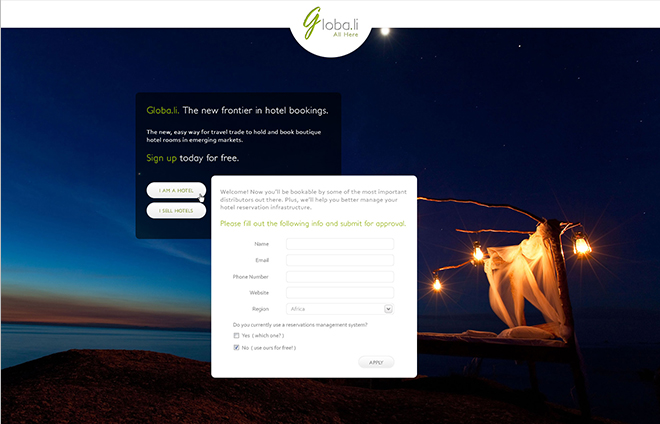 Globa.li
All Here
Globa.li. The new frontier in hotel bookings.
The new, easy way for travel trade to hold and book boutique
hotel rooms in emerging markets.
Sign up today for free.
I AM A HOTEL
I SELL HOTELS
Welcome! Now you'll be bookable by some of the most important
distributors out there. Plus, we'll help you better manage your
hotel reservation infrastructure.
Please fill out the following info and submit for approval.
Name
Email
Phone Number
Website
Region Africa
Do you currently use a reservations management system?
Yes ( which one? )
No ( use ours for free! )
APPLY